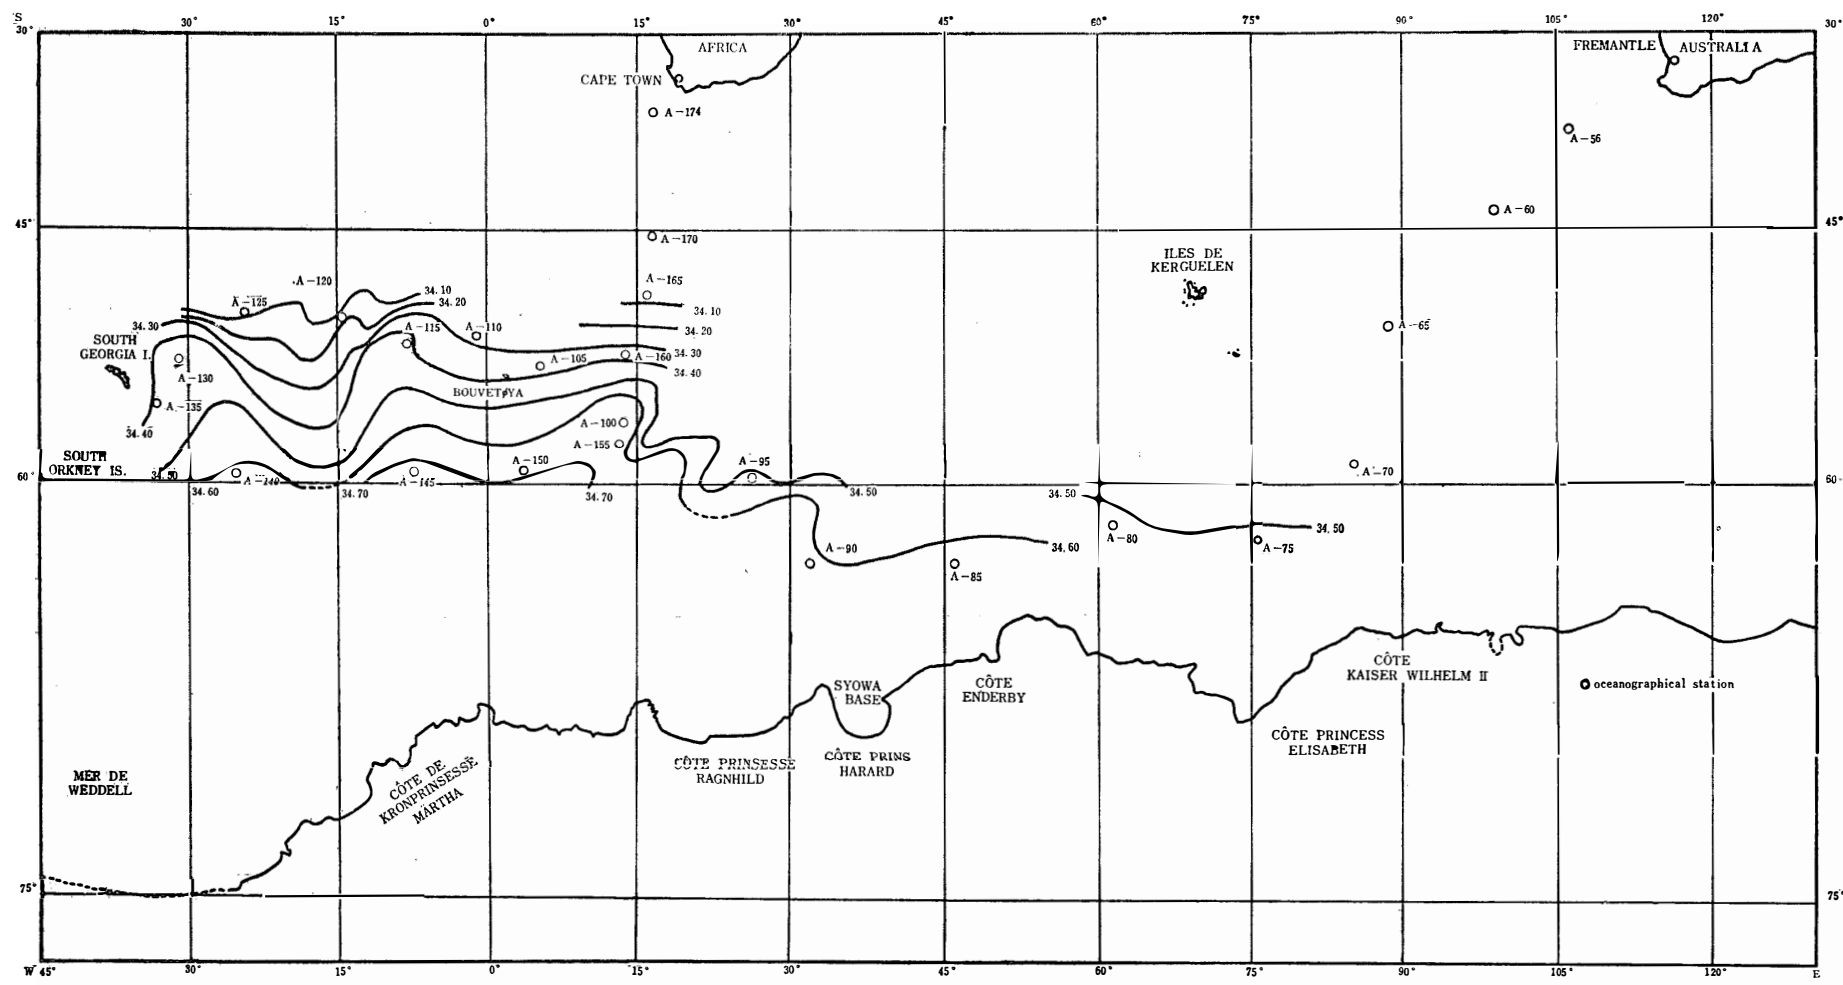 S
30° 15° 0° 15° 30° 45° 60° 75° 90° 105° 120°
30° 30°
AFRICA
FREMANTLE AUSTRALIA
CAPE TOWN
A-174
A-56
A-60
45° 45°
A-170
ILES DE
KERGUELEN
A-120
A-165
34.10
A-125
34.20
34.10
34.30
A-115
A-110
34.20
A-65
SOUTH
GEORGIA I.
34.30
A-105
A-160
34.40
A-130
BOUVETØYA
A-135
34.40
A-100
A-155
SOUTH
ORKNEY IS.
A-150
A-95
A-70
60° 60°
34.50
A-140
A-145
34.60
34.70
34.70
34.50
34.50
34.50
A-80
A-90
34.60
A-75
A-85
CÔTE
KAISER WILHELM II
SYOWA
BASE
CÔTE
ENDERBY
oceanographical station
CÔTE PRINCESS
ELISABETH
CÔTE PRINSESSE
RAGNHILD
CÔTE PRINS
HARARD
MER DE
WEDDELL
CÔTE DE
KRONPRINSESSE
MÄRTHA
75° 75°
W 45° 30° 15° 0° 15° 30° 45° 60° 75° 90° 105° 120° E